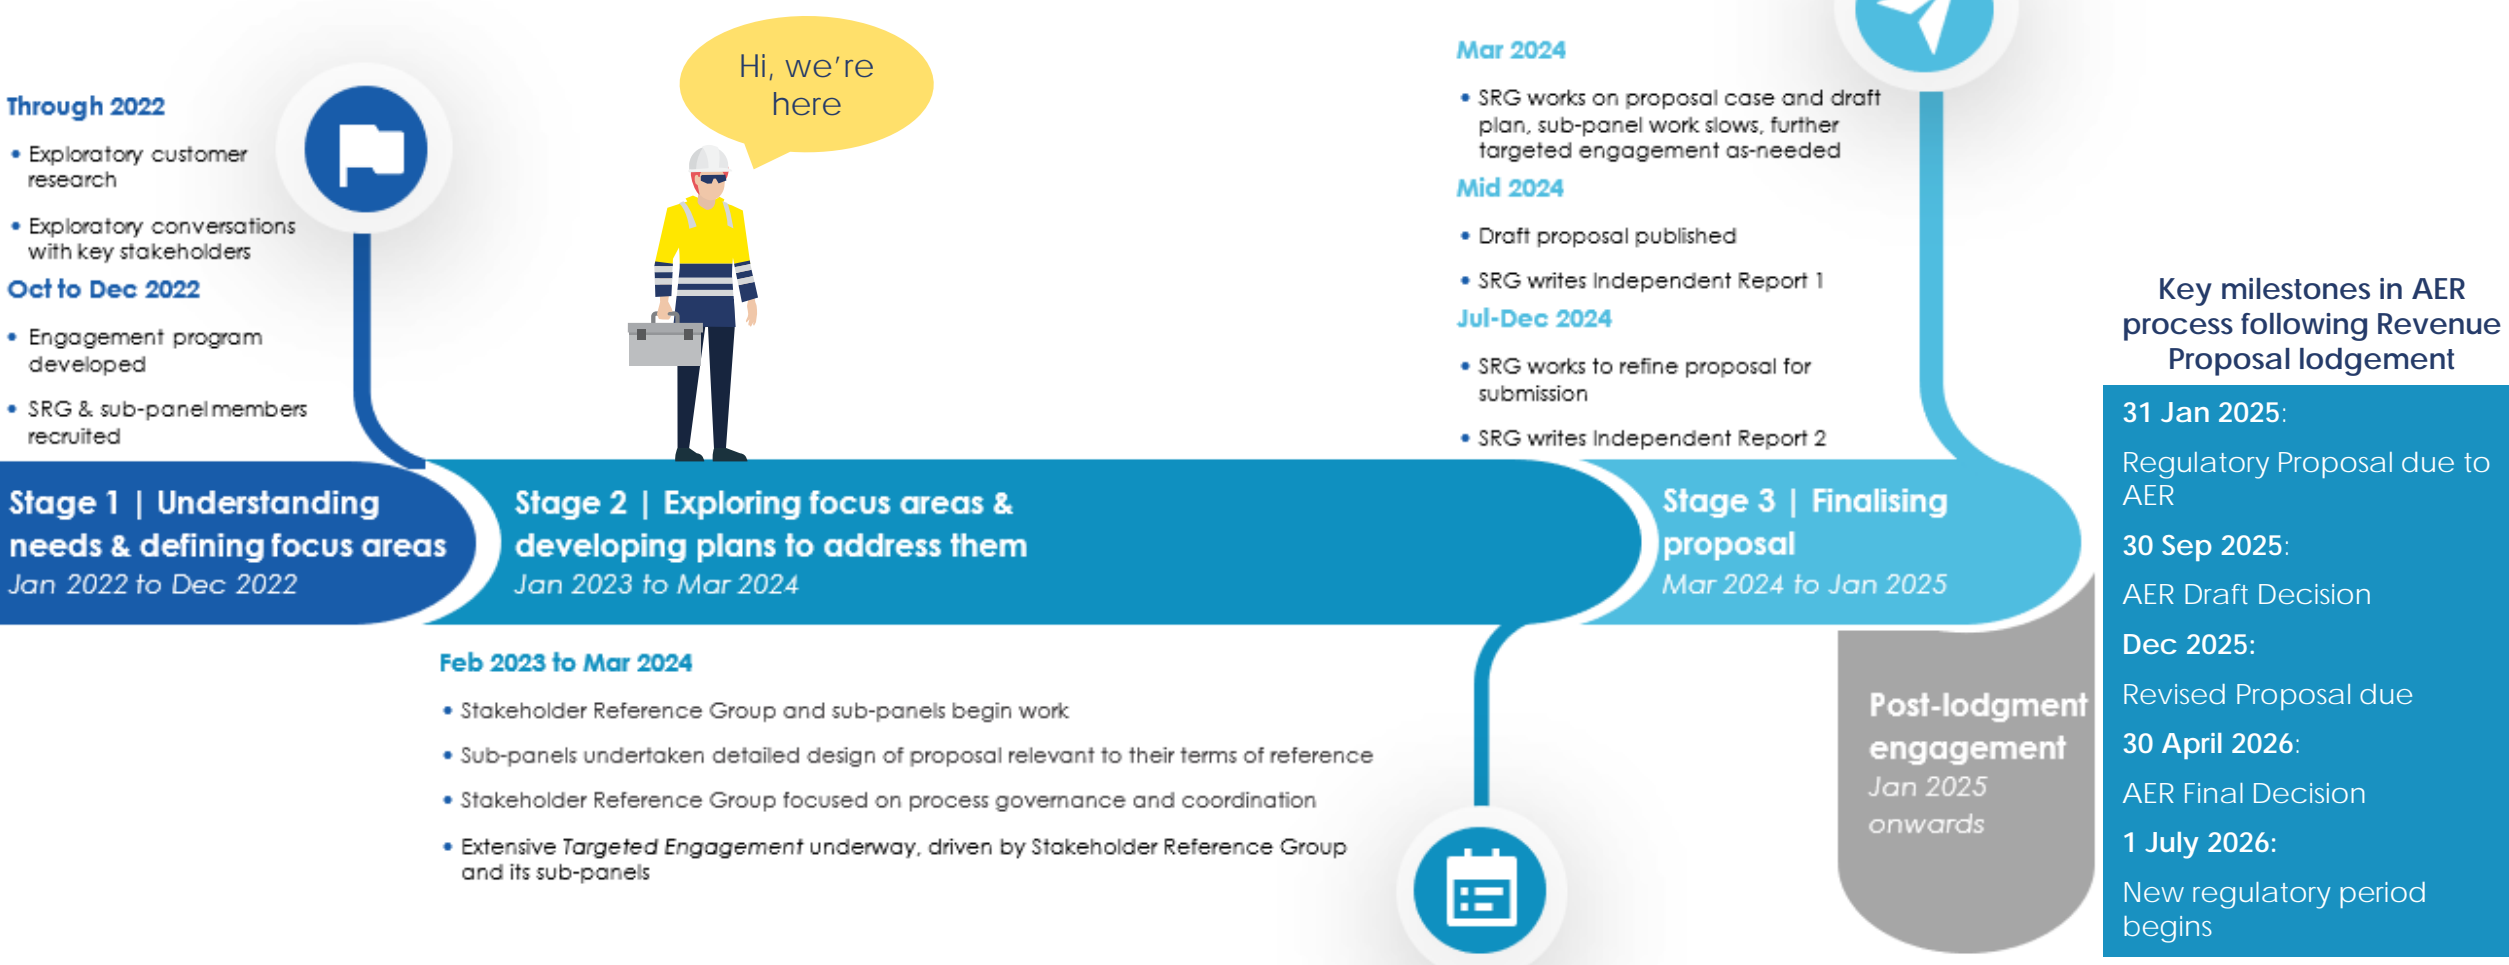 Through 2022
• Exploratory customer
research
• Exploratory conversations
with key stakeholders
Oct to Dec 2022
• Engagement program
developed
• SRG & sub-panel members
recruited
Hi, we're
here
Mar 2024
• SRG works on proposal case and draft
plan, sub-panel work slows, further
targeted engagement as-needed
Mid 2024
• Draft proposal published
• SRG writes Independent Report 1
Jul-Dec 2024
• SRG works to refine proposal for
submission
• SRG writes Independent Report 2
Stage 1 | Understanding
needs & defining focus areas
Jan 2022 to Dec 2022
Stage 2 | Exploring focus areas &
developing plans to address them
Jan 2023 to Mar 2024
Stage 3 | Finalising
proposal
Mar 2024 to Jan 2025
Feb 2023 to Mar 2024
• Stakeholder Reference Group and sub-panels begin work
• Sub-panels undertaken detailed design of proposal relevant to their terms of reference
• Stakeholder Reference Group focused on process governance and coordination
• Extensive Targeted Engagement underway, driven by Stakeholder Reference Group
and its sub-panels
Post-lodgment
engagement
Jan 2025
onwards
Key milestones in AER
process following Revenue
Proposal lodgement
31 Jan 2025:
Regulatory Proposal due to
AER
30 Sep 2025:
AER Draft Decision
Dec 2025:
Revised Proposal due
30 April 2026:
AER Final Decision
1 July 2026:
New regulatory period
begins